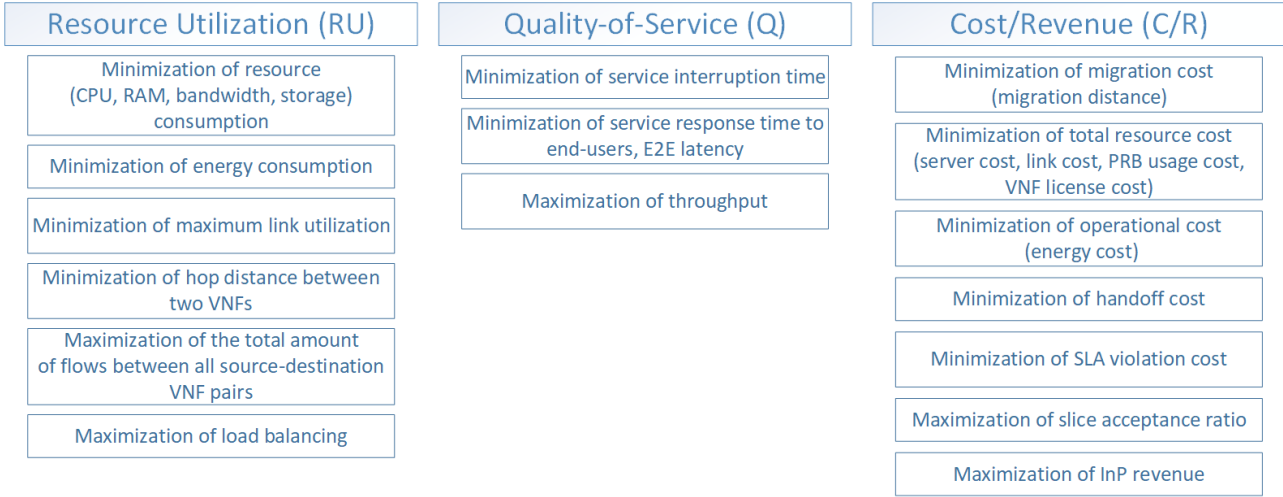 Resource Utilization (RU)
Minimization of resource
(CPU, RAM, bandwidth, storage)
consumption
Minimization of energy consumption
Minimization of maximum link utilization
Minimization of hop distance between
two VNFs
Maximization of the total amount
of flows between all source-destination
VNF pairs
Maximization of load balancing
Quality-of-Service (Q)
Minimization of service interruption time
Minimization of service response time to
end-users, E2E latency
Maximization of throughput
Cost/Revenue (C/R)
Minimization of migration cost
(migration distance)
Minimization of total resource cost
(server cost, link cost, PRB usage cost,
VNF license cost)
Minimization of operational cost
(energy cost)
Minimization of handoff cost
Minimization of SLA violation cost
Maximization of slice acceptance ratio
Maximization of InP revenue